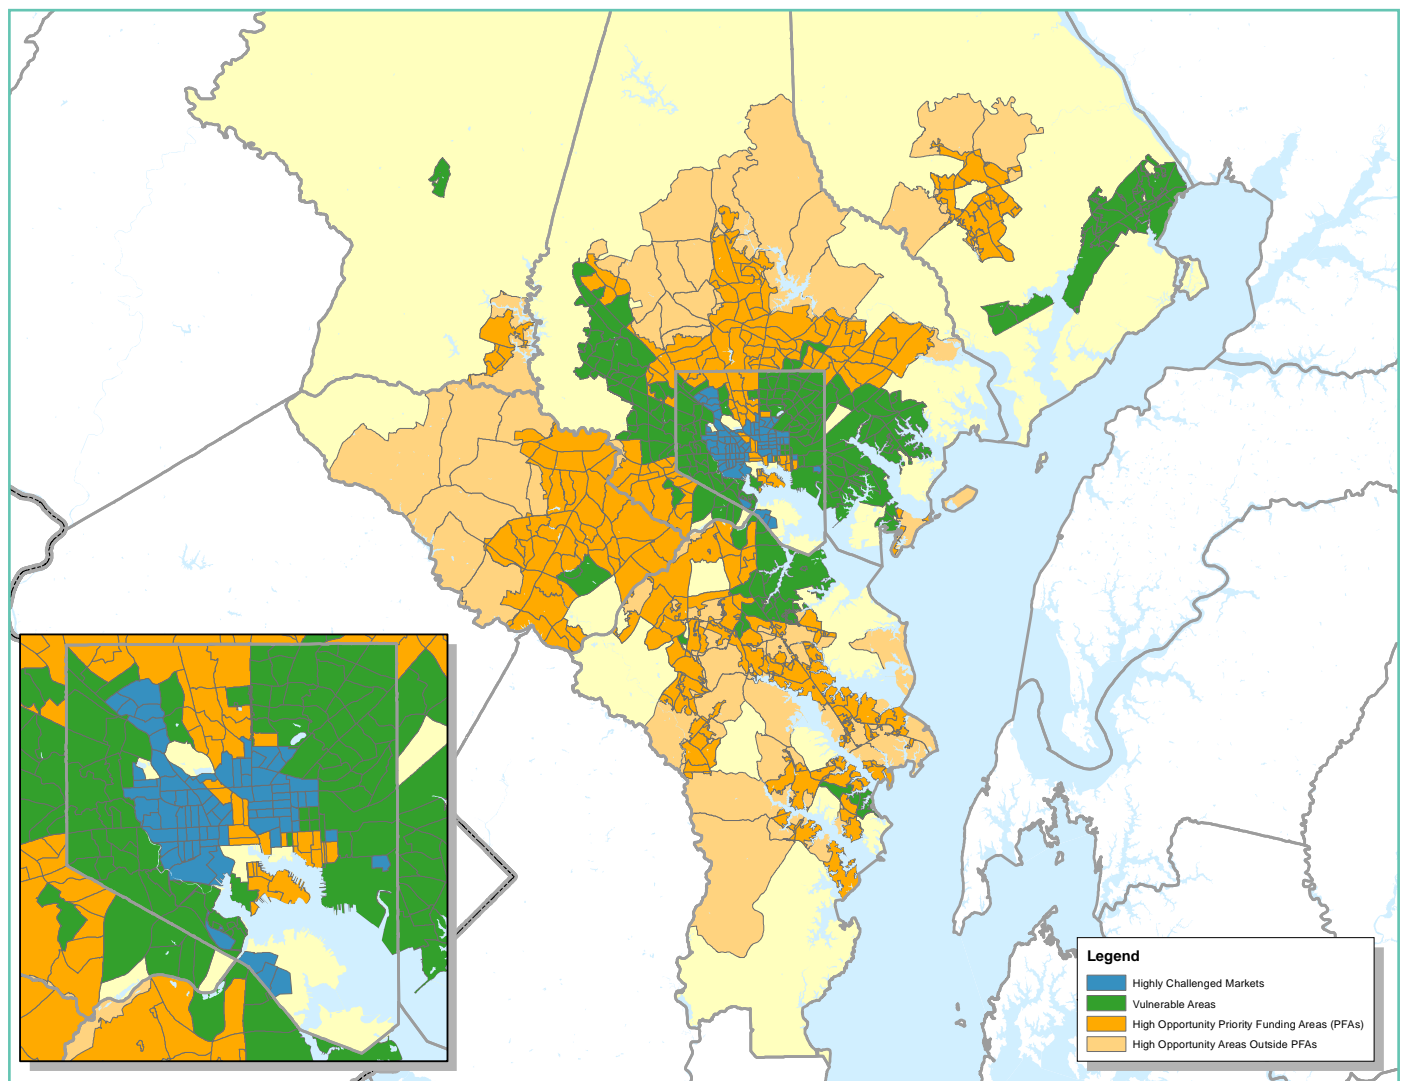 Legend
Highly Challenged Markets
Vulnerable Areas
High Opportunity Priority Funding Areas (PFAs)
High Opportunity Areas Outside PFAs